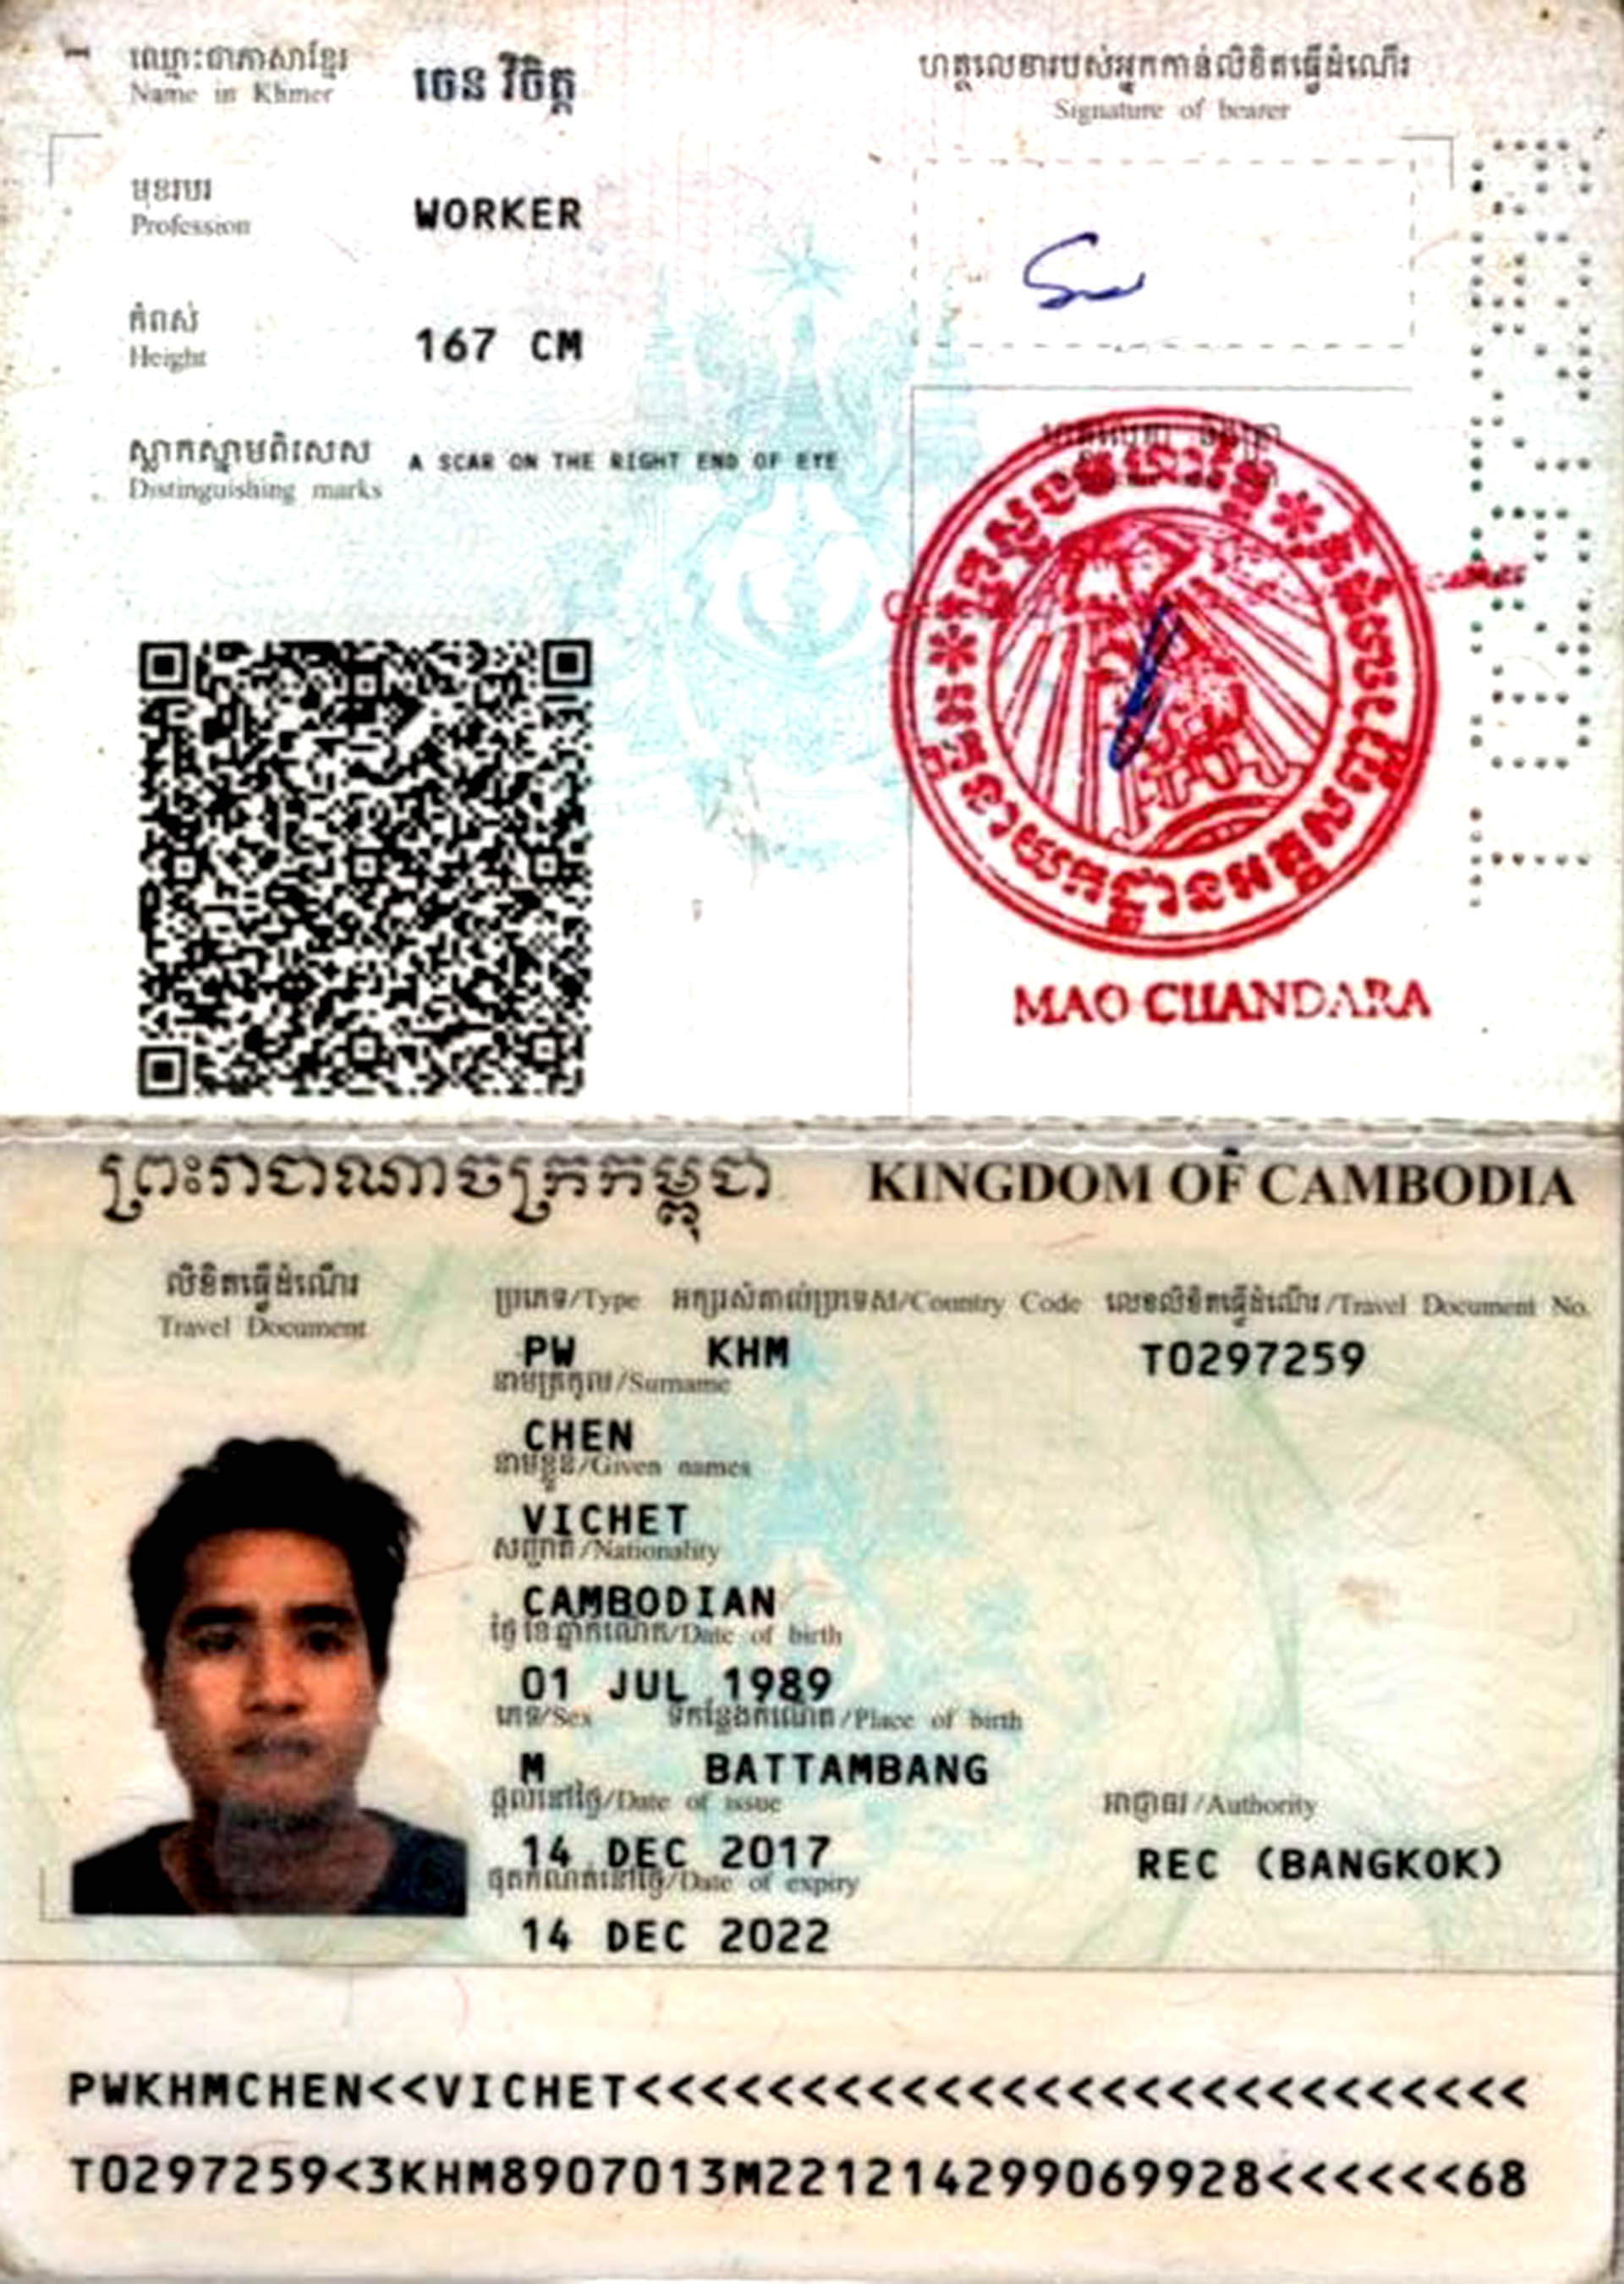 ឈ្មោះជាភាសាខ្មែរ ចេន វិចិត្ត
Name in Khmer
មុខរបរ
Profession WORKER
កំពស់
Height 167 CM
ស្លាកស្នាមពិសេស
Distinguishing marks A SCAR ON THE RIGHT END OF EYE
ហត្ថលេខារបស់អ្នកកាន់លិខិតធ្វើដំណើរ
Signature of bearer
MAO CHANDARA
ព្រះរាជាណាចក្រកម្ពុជា KINGDOM OF CAMBODIA
លិខិតធ្វើដំណើរ
Travel Document
ប្រភេទ/Type អក្សរសំគាល់ប្រទេស/Country Code លេខលិខិតធ្វើដំណើរ/Travel Document No.
PW KHM T0297259
នាមត្រកូល/Surname
CHEN
នាមខ្លួន/Given names
VICHET
សញ្ជាតិ/Nationality
CAMBODIAN
ថ្ងៃ ខែ ឆ្នាំកំណើត/Date of birth
01 JUL 1989
ភេទ/Sex ទីកន្លែងកំណើត/Place of birth
M BATTAMBANG
ចុះនៅថ្ងៃ/Date of issue អាជ្ញាធរ/Authority
14 DEC 2017 REC (BANGKOK)
ផុតកំណត់នៅថ្ងៃ/Date of expiry
14 DEC 2022
PWKHMCHEN<<VICHET<<<<<<<<<<<<<<<<<<<<<<<<<<<
T0297259<3KHM8907013M221214299069928<<<<<<68